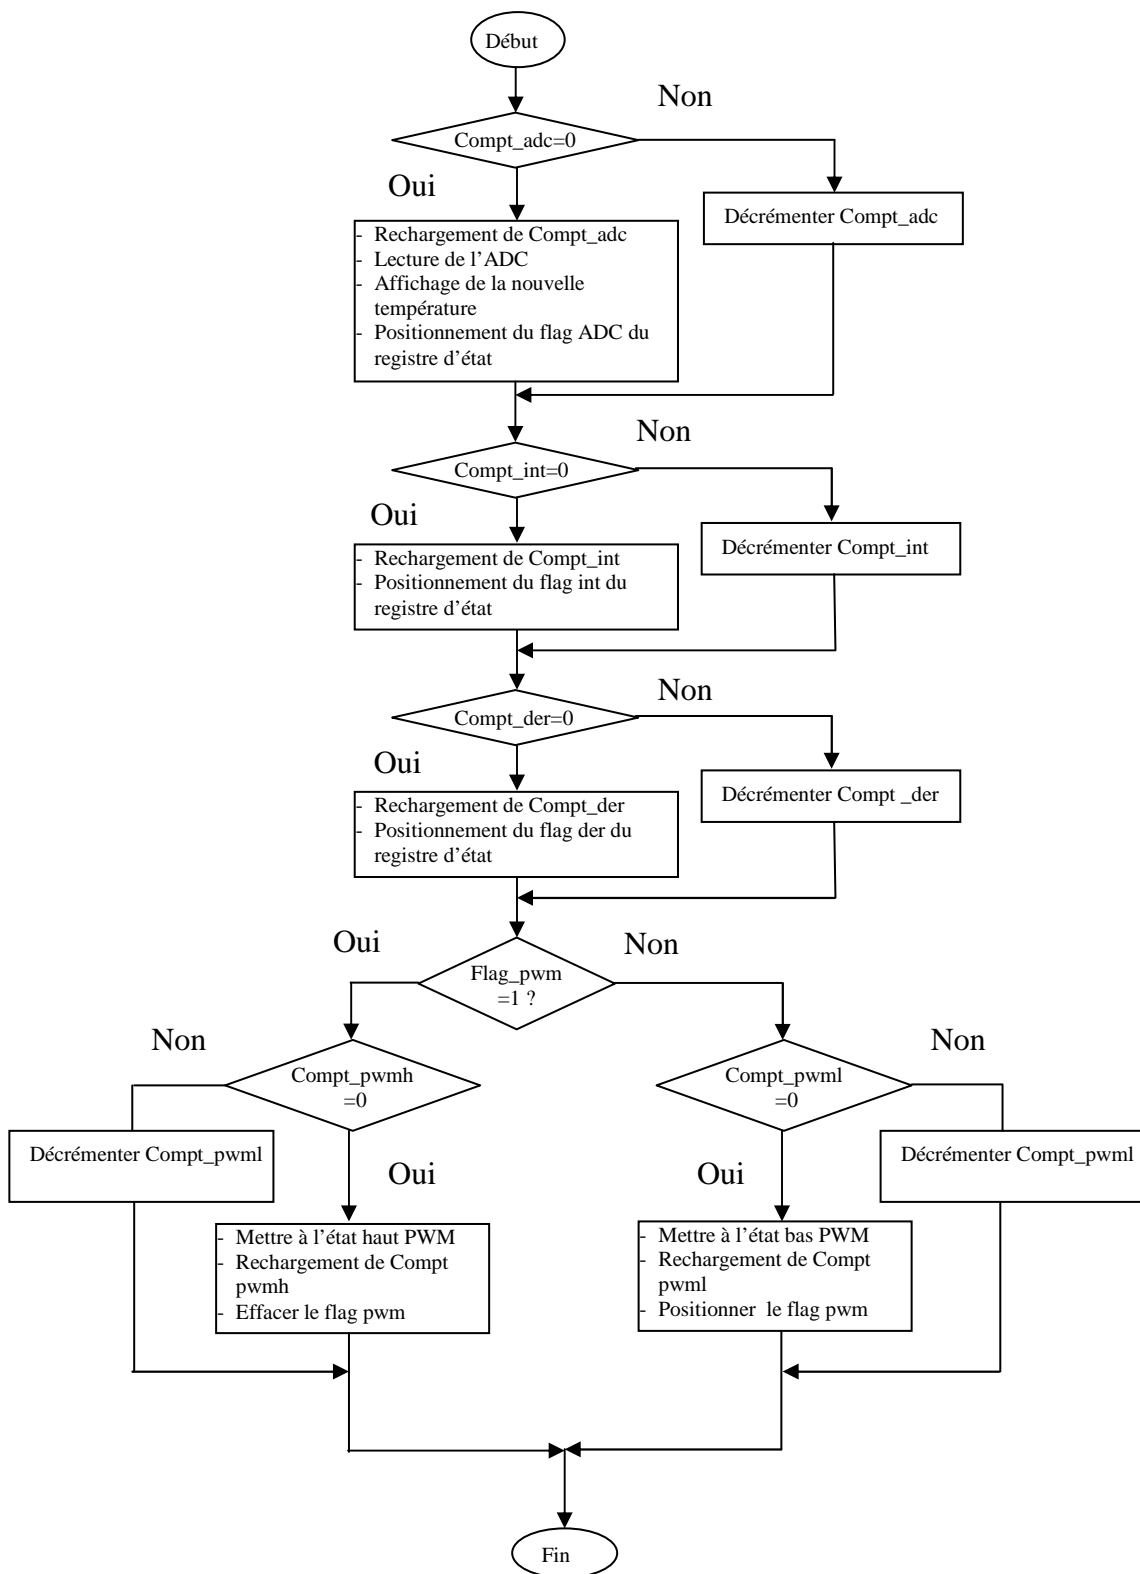 Début
Non
Compt_adc=0
Oui
Décrémenter Compt_adc
- Rechargement de Compt_adc
- Lecture de l’ADC
- Affichage de la nouvelle
température
- Positionnement du flag ADC du
registre d’état
Non
Compt_int=0
Oui
Décrémenter Compt_int
- Rechargement de Compt_int
- Positionnement du flag int du
registre d’état
Non
Compt_der=0
Oui
Décrémenter Compt _der
- Rechargement de Compt_der
- Positionnement du flag der du
registre d’état
Oui
Non
Flag_pwm
=1 ?
Non
Compt_pwmh
=0
Compt_pwml
=0
Non
Décrémenter Compt_pwml
Oui
Oui
Décrémenter Compt_pwml
- Mettre à l’état haut PWM
- Rechargement de Compt
pwmh
- Effacer le flag pwm
- Mettre à l’état bas PWM
- Rechargement de Compt
pwml
- Positionner le flag pwm
Fin